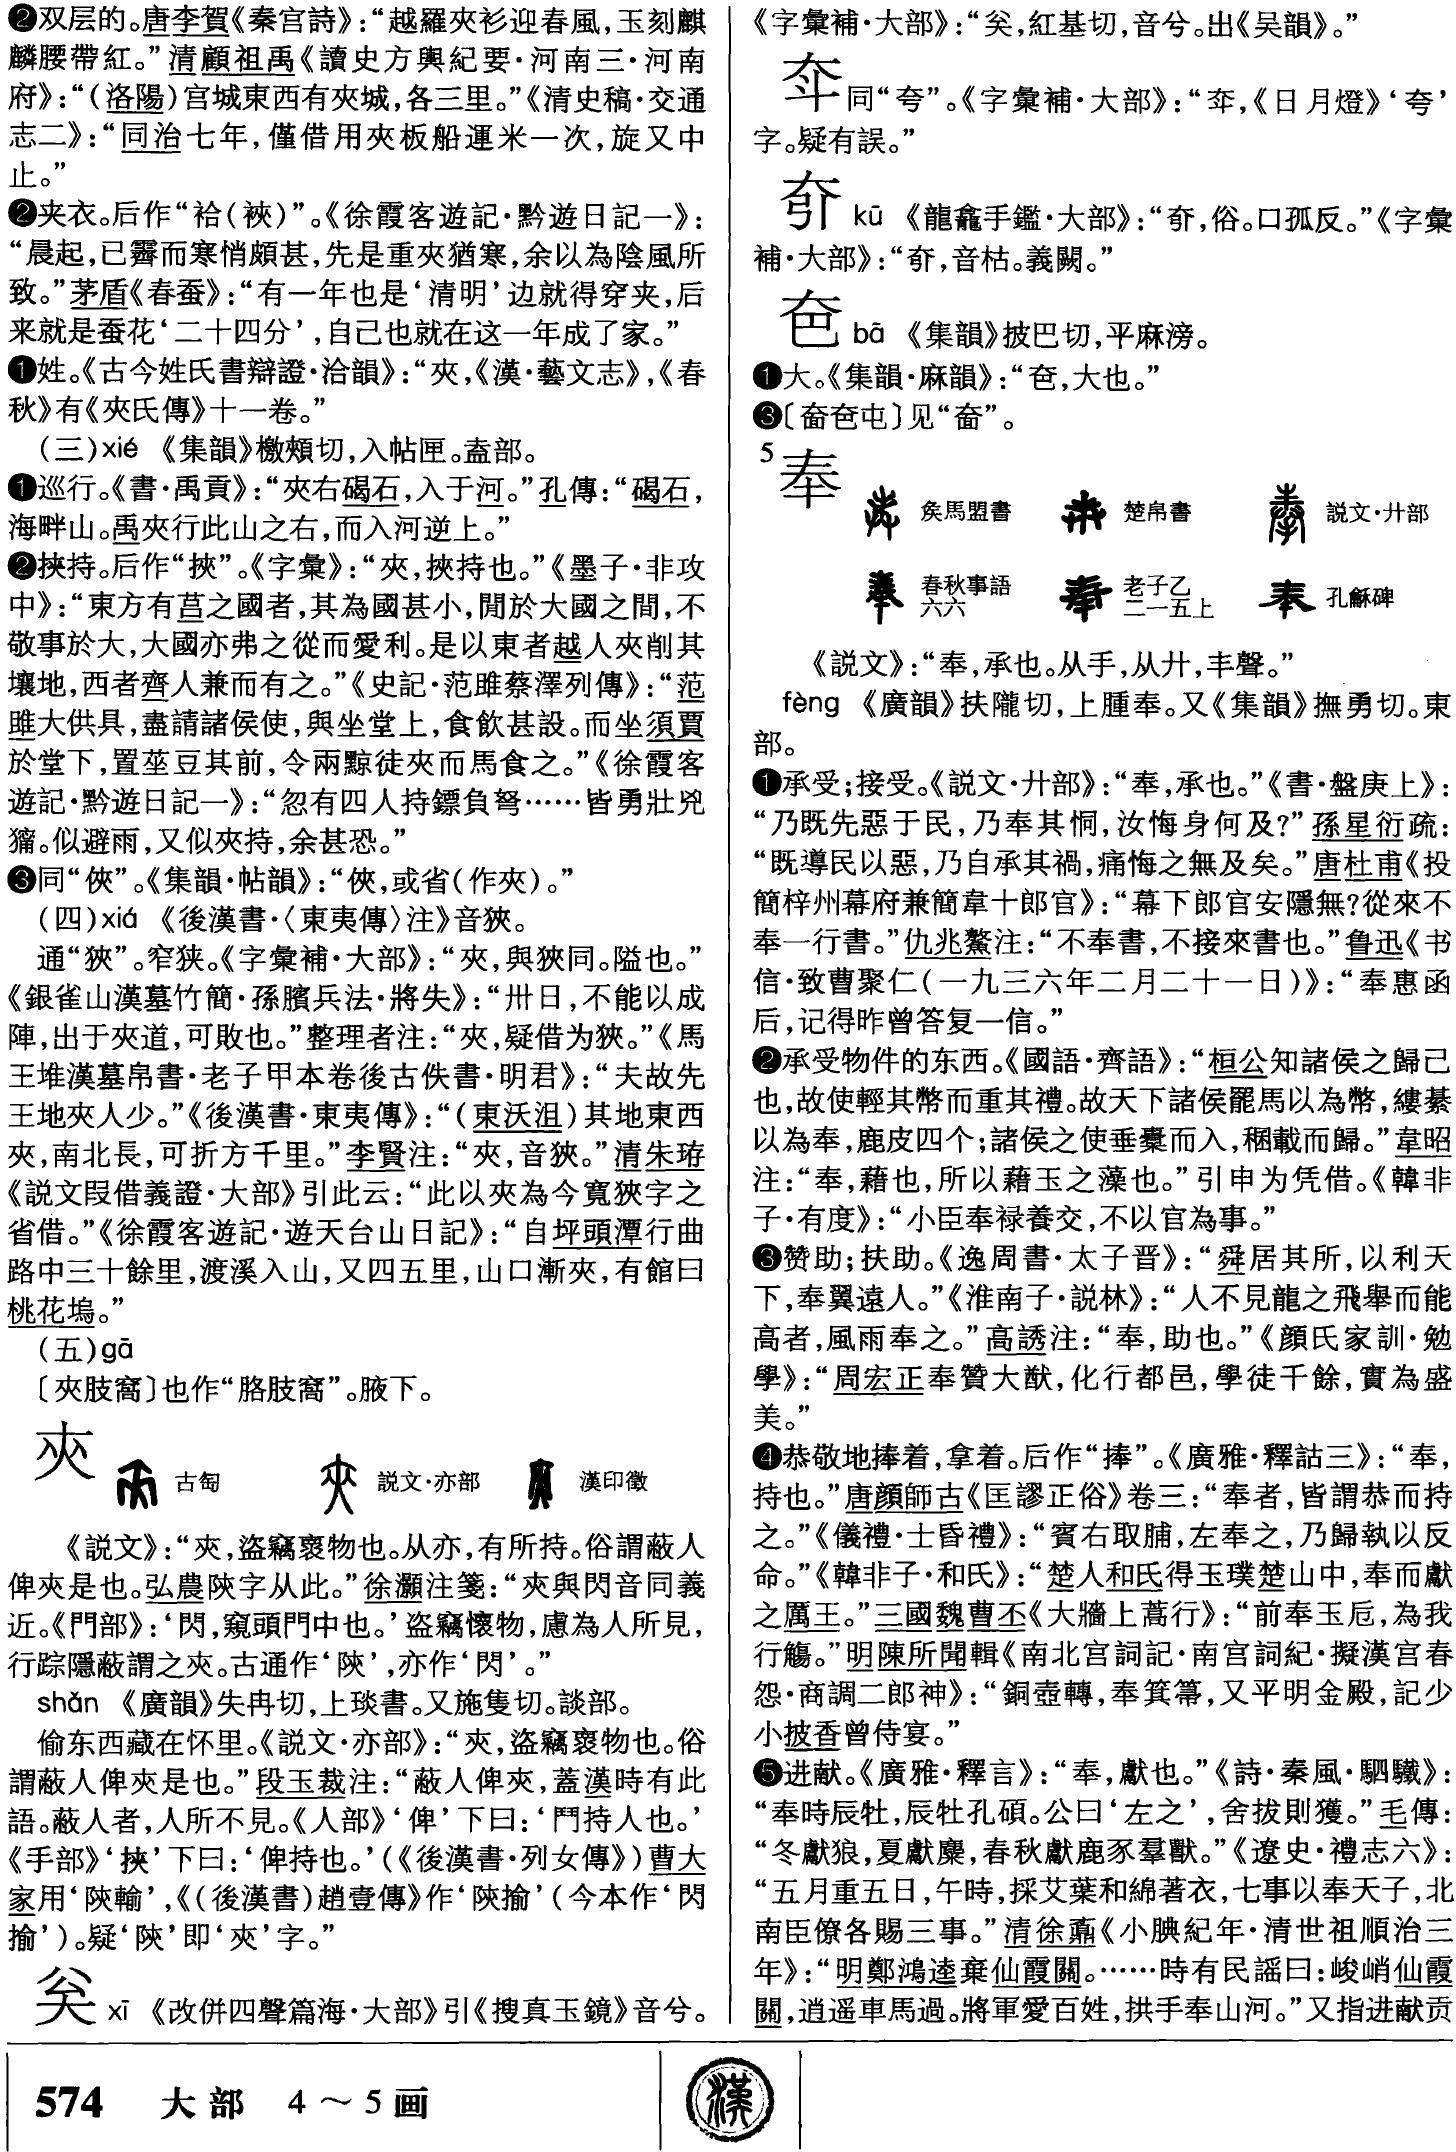 ❷双层的。唐李賀《秦宫詩》：“越羅夾衫迎春風，玉刻麒
麟腰帶紅。”清顧祖禹《讀史方輿紀要·河南三·河南
府》：“（洛陽）宫城東西有夾城，各三里。”《清史稿·交通
志二》：“同治七年，僅借用夾板船運米一次，旋又中
止。”
❷夹衣。后作“袷（裌）”。《徐霞客遊記·黔遊日記一》：
“晨起，已霽而寒悄頗甚，先是重夾猶寒，余以為陰風所
致。”茅盾《春蚕》：“有一年也是‘清明’边就得穿夹，后
来就是蚕花‘二十四分’，自己也就在这一年成了家。”
❶姓。《古今姓氏書辯證·洽韻》：“夾，《漢·藝文志》，《春
秋》有《夾氏傳》十一卷。”
（三）xié 《集韻》檄頰切，入帖匣。盍部。
❶巡行。《書·禹貢》：“夾右碣石，入于河。”孔傳：“碣石，
海畔山。禹夾行此山之右，而入河逆上。”
❷挾持。后作“挾”。《字彙》：“夾，挾持也。”《墨子·非攻
中》：“東方有莒之國者，其為國甚小，閒於大國之間，不
敬事於大，大國亦弗之從而愛利。是以東者越人夾削其
壤地，西者齊人兼而有之。”《史記·范雎蔡澤列傳》：“范
雎大供具，盡請諸侯使，與坐堂上，食飲甚設。而坐須賈
於堂下，置莝豆其前，令兩黥徒夾而馬食之。”《徐霞客
遊記·黔遊日記一》：“忽有四人持鏢負弩……皆勇壯兇
獼。似避雨，又似夾持，余甚恐。”
❸同“俠”。《集韻·帖韻》：“俠，或省（作夾）。”
（四）xiá 《後漢書·〈東夷傳〉注》音狹。
通“狹”。窄狭。《字彙補·大部》：“夾，與狹同。隘也。”
《銀雀山漢墓竹簡·孫臏兵法·將失》：“卅日，不能以成
陣，出于夾道，可敗也。”整理者注：“夾，疑借为狹。”《馬
王堆漢墓帛書·老子甲本卷後古佚書·明君》：“夫故先
王地夾人少。”《後漢書·東夷傳》：“（東沃沮）其地東西
夾，南北長，可折方千里。”李賢注：“夾，音狹。”清朱珔
《説文叚借義證·大部》引此云：“此以夾為今寬狹字之
省借。”《徐霞客遊記·遊天台山日記》：“自坪頭潭行曲
路中三十餘里，渡溪入山，又四五里，山口漸夾，有館曰
桃花塢。”
（五）gā
〔夾肢窩〕也作“胳肢窩”。腋下。
㚒 古匋 説文·亦部 漢印徵
《説文》：“㚒，盜竊褱物也。从亦，有所持。俗謂蔽人
俾㚒是也。弘農陝字从此。”徐灝注箋：“㚒與閃音同義
近。《門部》：‘閃，窺頭門中也。’盜竊懷物，慮為人所見，
行踪隱蔽謂之㚒。古通作‘陝’，亦作‘閃’。”
shǎn 《廣韻》失冉切，上琰書。又施隻切。談部。
偷东西藏在怀里。《説文·亦部》：“㚒，盜竊褱物也。俗
謂蔽人俾㚒是也。”段玉裁注：“蔽人俾㚒，蓋漢時有此
語。蔽人者，人所不見。《人部》‘俾’下曰：‘鬥持人也。’
《手部》‘挾’下曰：‘俾持也。’（《後漢書·列女傳》）曹大
家用‘陝輸’，《（後漢書）趙壹傳》作‘陝揄’（今本作‘閃
揄’）。疑‘陝’即‘㚒’字。”
㚙 xī 《改併四聲篇海·大部》引《搜真玉鏡》音兮。
《字彙補·大部》：“㚙，紅基切，音兮。出《吴韻》。”
同“夸”。《字彙補·大部》：“《日月燈》‘夸’
字。疑有誤。”
kū 《龍龕手鑑·大部》：“俗。口孤反。”《字彙
補·大部》：“音枯。義闕。”
夿 bā 《集韻》披巴切，平麻滂。
❶大。《集韻·麻韻》：“夿，大也。”
❸〔奤夿屯〕见“奤”。
5 奉 矦馬盟書 楚帛書 説文·廾部
春秋事語六六 老子乙二一五上 孔龢碑
《説文》：“奉，承也。从手，从廾，丰聲。”
fèng 《廣韻》扶隴切，上腫奉。又《集韻》撫勇切。東
部。
❶承受；接受。《説文·廾部》：“奉，承也。”《書·盤庚上》：
“乃既先惡于民，乃奉其恫，汝悔身何及？”孫星衍疏：
“既導民以惡，乃自承其禍，痛悔之無及矣。”唐杜甫《投
簡梓州幕府兼簡韋十郎官》：“幕下郎官安隱無？從來不
奉一行書。”仇兆鰲注：“不奉書，不接來書也。”鲁迅《书
信·致曹聚仁（一九三六年二月二十一日）》：“奉惠函
后，记得昨曾答复一信。”
❷承受物件的东西。《國語·齊語》：“桓公知諸侯之歸己
也，故使輕其幣而重其禮。故天下諸侯罷馬以為幣，縷綦
以為奉，鹿皮四个；諸侯之使垂橐而入，稛載而歸。”韋昭
注：“奉，藉也，所以藉玉之藻也。”引申为凭借。《韓非
子·有度》：“小臣奉禄養交，不以官為事。”
❸赞助；扶助。《逸周書·太子晉》：“舜居其所，以利天
下，奉翼遠人。”《淮南子·説林》：“人不見龍之飛舉而能
高者，風雨奉之。”高誘注：“奉，助也。”《顔氏家訓·勉
學》：“周宏正奉贊大猷，化行都邑，學徒千餘，實為盛
美。”
❹恭敬地捧着，拿着。后作“捧”。《廣雅·釋詁三》：“奉，
持也。”唐顔師古《匡謬正俗》卷三：“奉者，皆謂恭而持
之。”《儀禮·士昏禮》：“賓右取脯，左奉之，乃歸執以反
命。”《韓非子·和氏》：“楚人和氏得玉璞楚山中，奉而獻
之厲王。”三國魏曹丕《大牆上蒿行》：“前奉玉卮，為我
行觴。”明陳所聞輯《南北宫詞記·南宫詞紀·擬漢宫春
怨·商調二郎神》：“銅壺轉，奉箕箒，又平明金殿，記少
小披香曾侍宴。”
❺进献。《廣雅·釋言》：“奉，獻也。”《詩·秦風·駟驖》：
“奉時辰牡，辰牡孔碩。公曰‘左之’，舍拔則獲。”毛傳：
“冬獻狼，夏獻麋，春秋獻鹿豕羣獸。”《遼史·禮志六》：
“五月重五日，午時，採艾葉和綿著衣，七事以奉天子，北
南臣僚各賜三事。”清徐鼒《小腆紀年·清世祖順治三
年》：“明鄭鴻逵棄仙霞關。……時有民謡曰：峻峭仙霞
關，逍遥車馬過。將軍愛百姓，拱手奉山河。”又指进献贡
574 大部 4～5画
漢